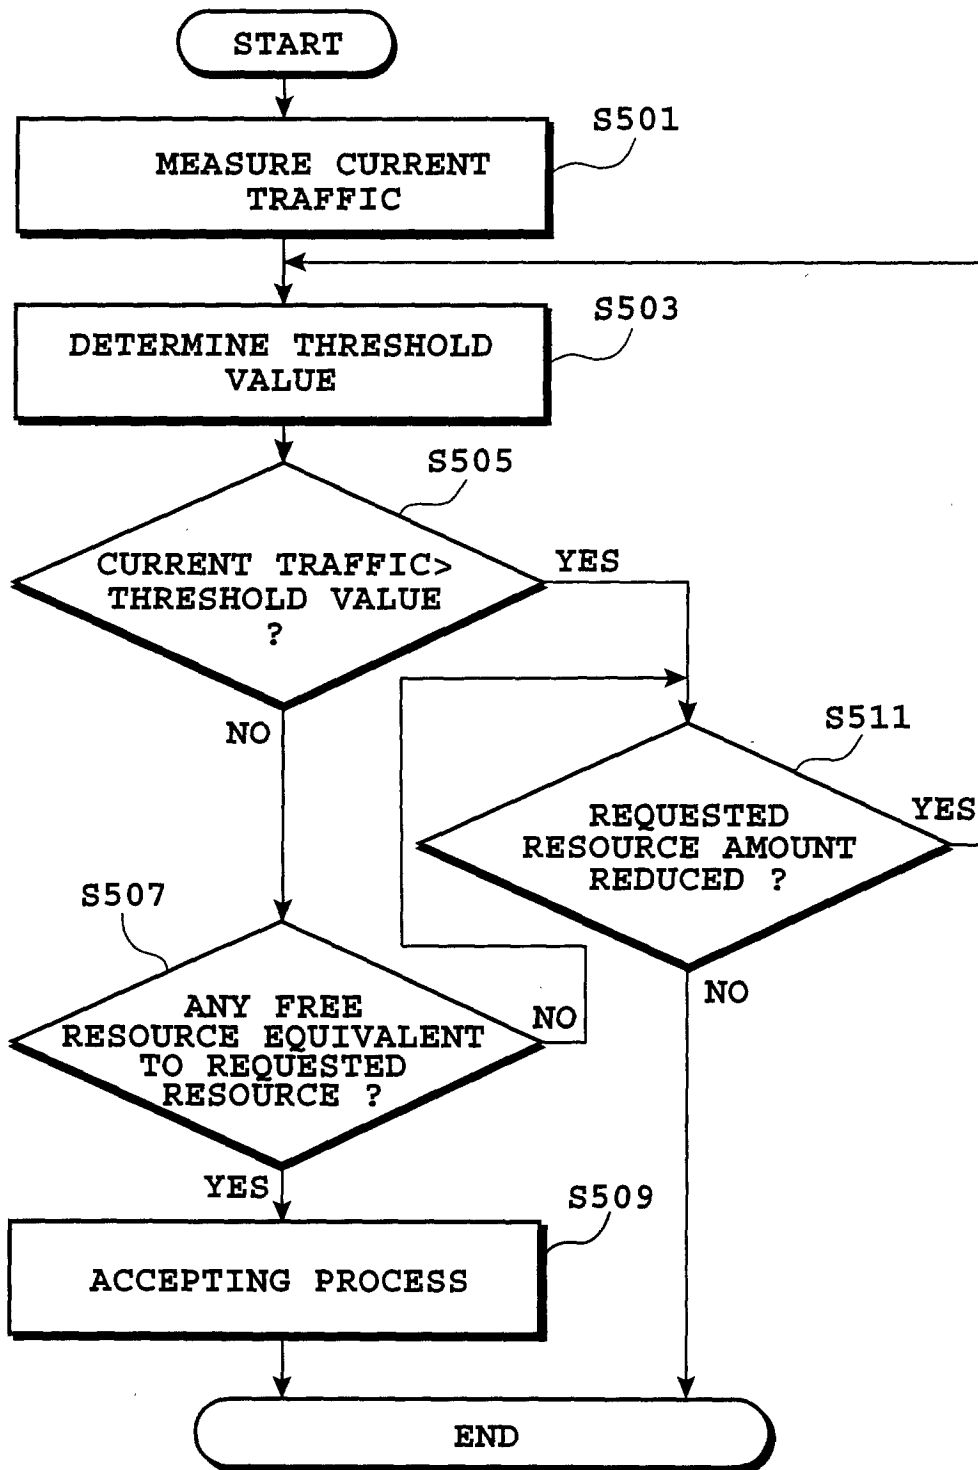 START
S501
MEASURE CURRENT
TRAFFIC
S503
DETERMINE THRESHOLD
VALUE
S505
CURRENT TRAFFIC>
THRESHOLD VALUE
?
YES
NO
S511
REQUESTED
RESOURCE AMOUNT
REDUCED ?
YES
NO
S507
ANY FREE
RESOURCE EQUIVALENT
TO REQUESTED
RESOURCE ?
NO
YES
S509
ACCEPTING PROCESS
END